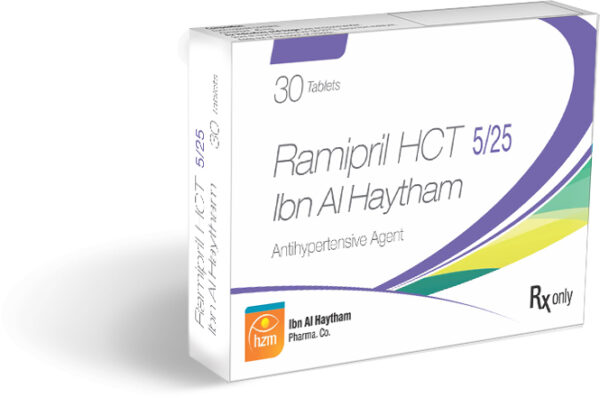 30 Tablets
Ramipril HCT 5/25
Ibn Al Haytham
Antihypertensive Agent
Rx only
hzm
Ibn Al Haytham
Pharma. Co.
Ramipril HCT 5/25
Ibn Al Haytham
30 Tablets